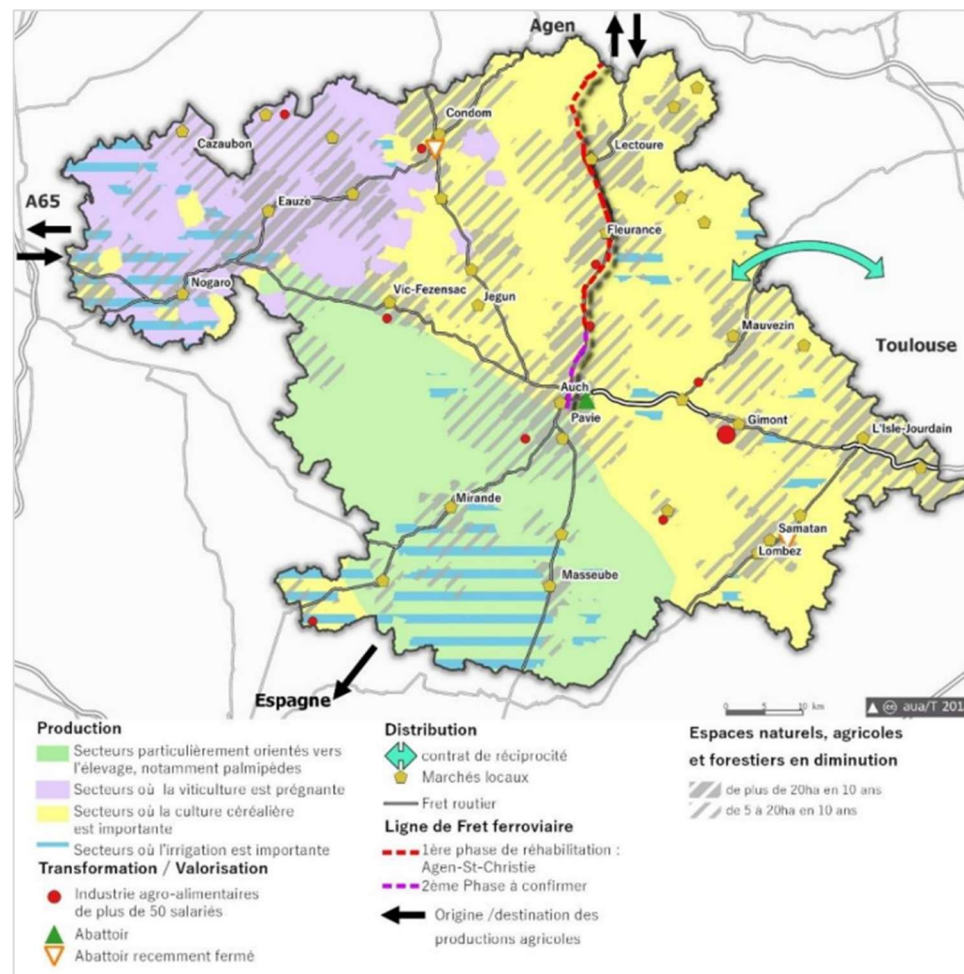 Agen
Condom
Cazaubon
Lectoure
A65
Eauze
Fleurance
Nogaro
Vic-Fezensac
Jegun
Mauvezin
Toulouse
Auch
Pavie
Gimont
L'Isle-Jourdain
Mirande
Samatan
Lombez
Masseube
Espagne
0 5 10 km
aua/T 201
Production
Secteurs particulièrement orientés vers
l'élevage, notamment palmipèdes
Secteurs où la viticulture est prégnante
Secteurs où la culture céréalière
est importante
Secteurs où l'irrigation est importante
Transformation / Valorisation
Industrie agro-alimentaires
de plus de 50 salariés
Abattoir
Abattoir recemment fermé
Distribution
contrat de réciprocité
Marchés locaux
Fret routier
Ligne de Fret ferroviaire
1ère phase de réhabilitation :
Agen-St-Christie
2ème Phase à confirmer
Origine /destination des
productions agricoles
Espaces naturels, agricoles
et forestiers en diminution
de plus de 20ha en 10 ans
de 5 à 20ha en 10 ans